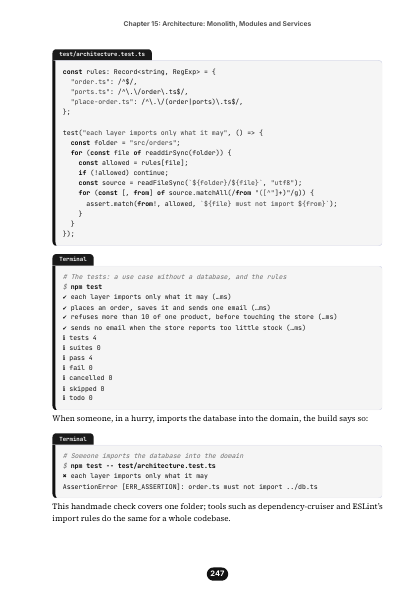 Chapter 15: Architecture: Monolith, Modules and Services
test/architecture.test.ts
const rules: Record<string, RegExp> = {
  "order.ts": /^$/,
  "ports.ts": /^\.\/order\.ts$/,
  "place-order.ts": /^\.\/(order|ports)\.ts$/,
};
test("each layer imports only what it may", () => {
  const folder = "src/orders";
  for (const file of readdirSync(folder)) {
    const allowed = rules[file];
    if (!allowed) continue;
    const source = readFileSync(`${folder}/${file}`, "utf8");
    for (const [, from] of source.matchAll(/from "([^"]+)"/g)) {
      assert.match(from!, allowed, `${file} must not import ${from}`);
    }
  }
});
Terminal
# The tests: a use case without a database, and the rules
$ npm test
✔ each layer imports only what it may (…ms)
✔ places an order, saves it and sends one email (…ms)
✔ refuses more than 10 of one product, before touching the store (…ms)
✔ sends no email when the store reports too little stock (…ms)
ℹ tests 4
ℹ suites 0
ℹ pass 4
ℹ fail 0
ℹ cancelled 0
ℹ skipped 0
ℹ todo 0
When someone, in a hurry, imports the database into the domain, the build says so:
Terminal
# Someone imports the database into the domain
$ npm test -- test/architecture.test.ts
✖ each layer imports only what it may
AssertionError [ERR_ASSERTION]: order.ts must not import ../db.ts
This handmade check covers one folder; tools such as dependency-cruiser and ESLint's
import rules do the same for a whole codebase.
247